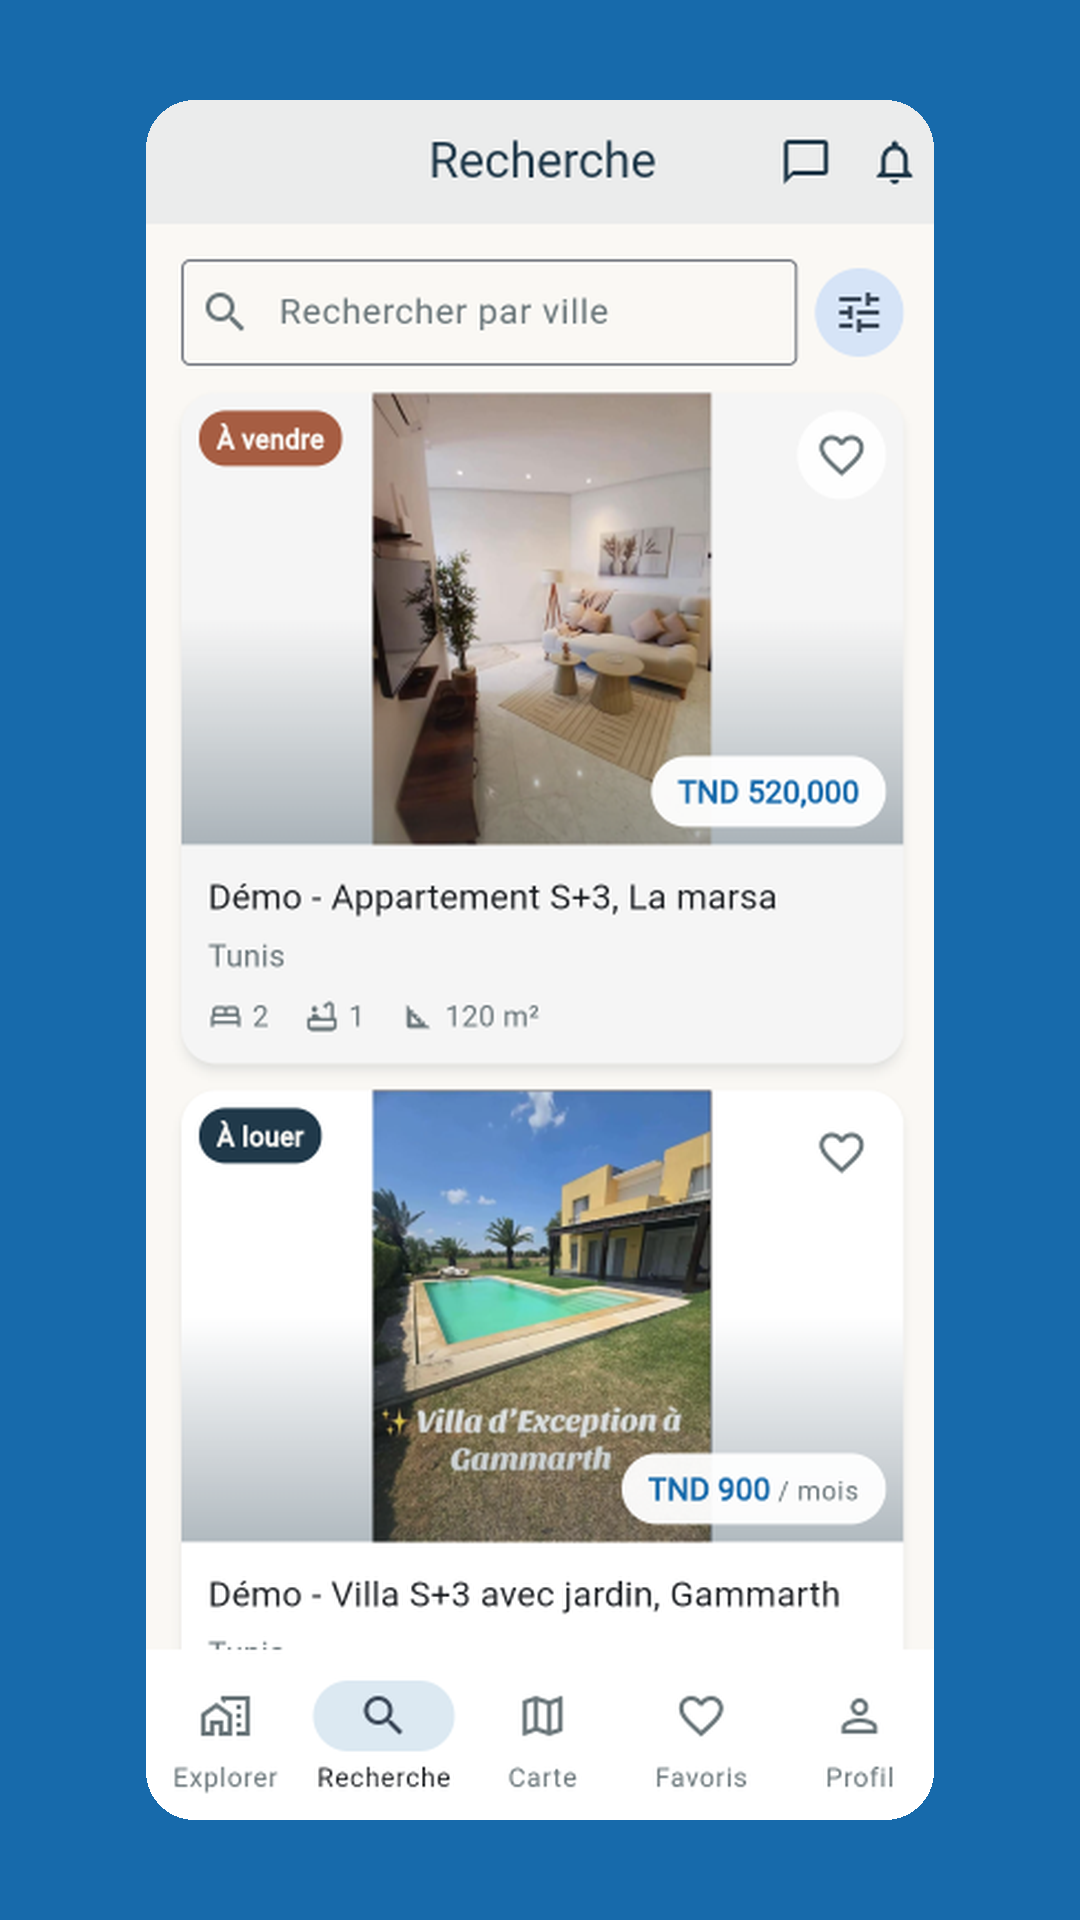 Recherche
Rechercher par ville
À vendre
TND 520,000
Démo - Appartement S+3, La marsa
Tunis
2 1 120 m²
À louer
✨ Villa d'Exception à
Gammarth
TND 900 / mois
Démo - Villa S+3 avec jardin, Gammarth
Tunis
Explorer Recherche Carte Favoris Profil